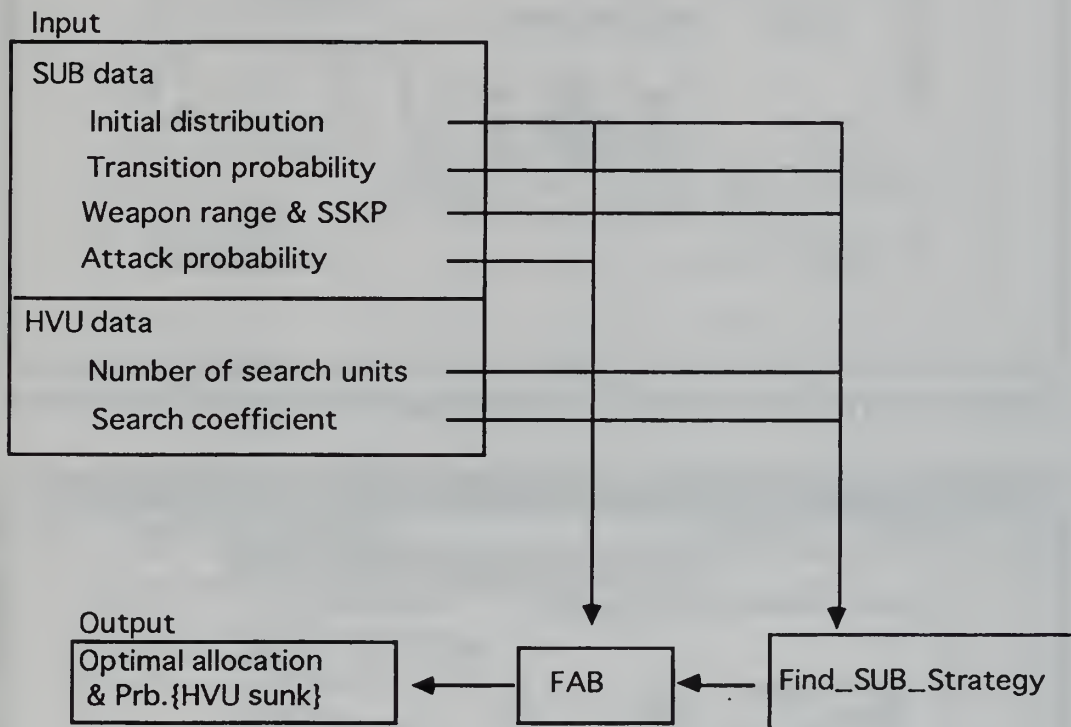 Input
SUB data
Initial distribution
Transition probability
Weapon range & SSKP
Attack probability
HVU data
Number of search units
Search coefficient
Output
Optimal allocation
& Prb.{HVU sunk}
FAB
Find_SUB_Strategy